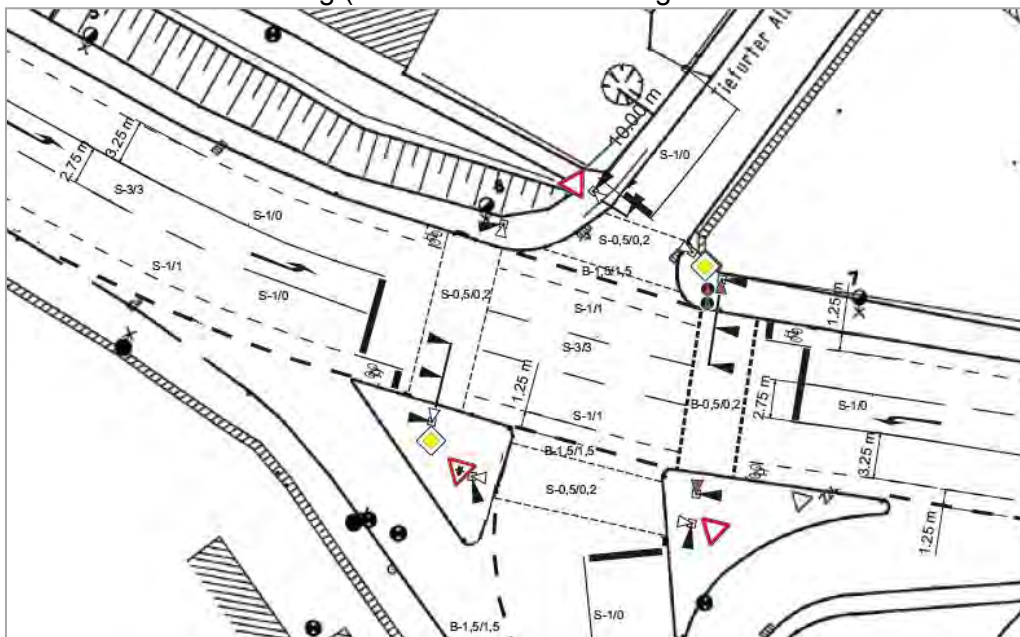 3.25 m
2.75 m
S-3/3
S-1/0
S-1/1
S-1/0
10.00 m
S-1/0
S-0,5/0,2
B-1,5/1,5
S-0,5/0,2
S-1/1
S-3/3
1.25 m
S-1/1
B-0,5/0,2
2.75 m
S-1/0
1.25 m
B-1,5/1,5
S-0,5/0,2
3.25 m
1.25 m
S-1/0
B-1,5/1,5